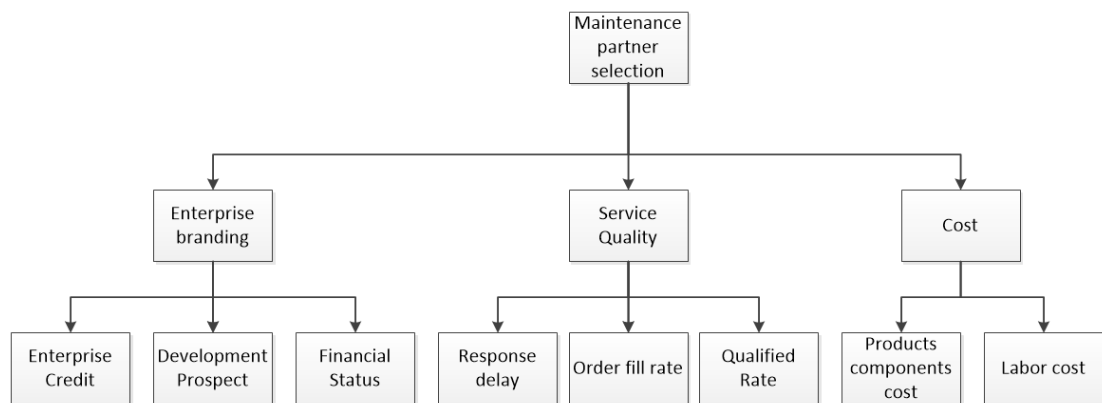 Maintenance
partner
selection
Enterprise
branding
Service
Quality
Cost
Enterprise
Credit
Development
Prospect
Financial
Status
Response
delay
Order fill rate
Qualified
Rate
Products
components
cost
Labor cost